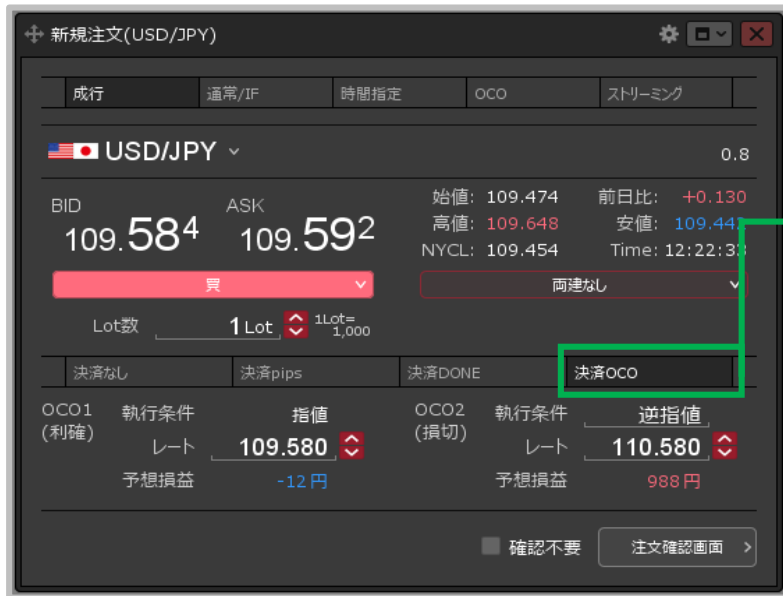 新規注文(USD/JPY)
成行 通常/IF 時間指定 OCO ストリーミング
USD/JPY 0.8
BID 109.584 ASK 109.592
始値: 109.474 前日比: +0.130
高値: 109.648 安値: 109.442
NYCL: 109.454 Time: 12:22:33
買 両建なし
Lot数 1 Lot 1Lot= 1,000
決済なし 決済pips 決済DONE 決済OCO
OCO1 (利確) 執行条件 指値 OCO2 (損切) 執行条件 逆指値
レート 109.580 レート 110.580
予想損益 -12 円 予想損益 988 円
確認不要 注文確認画面